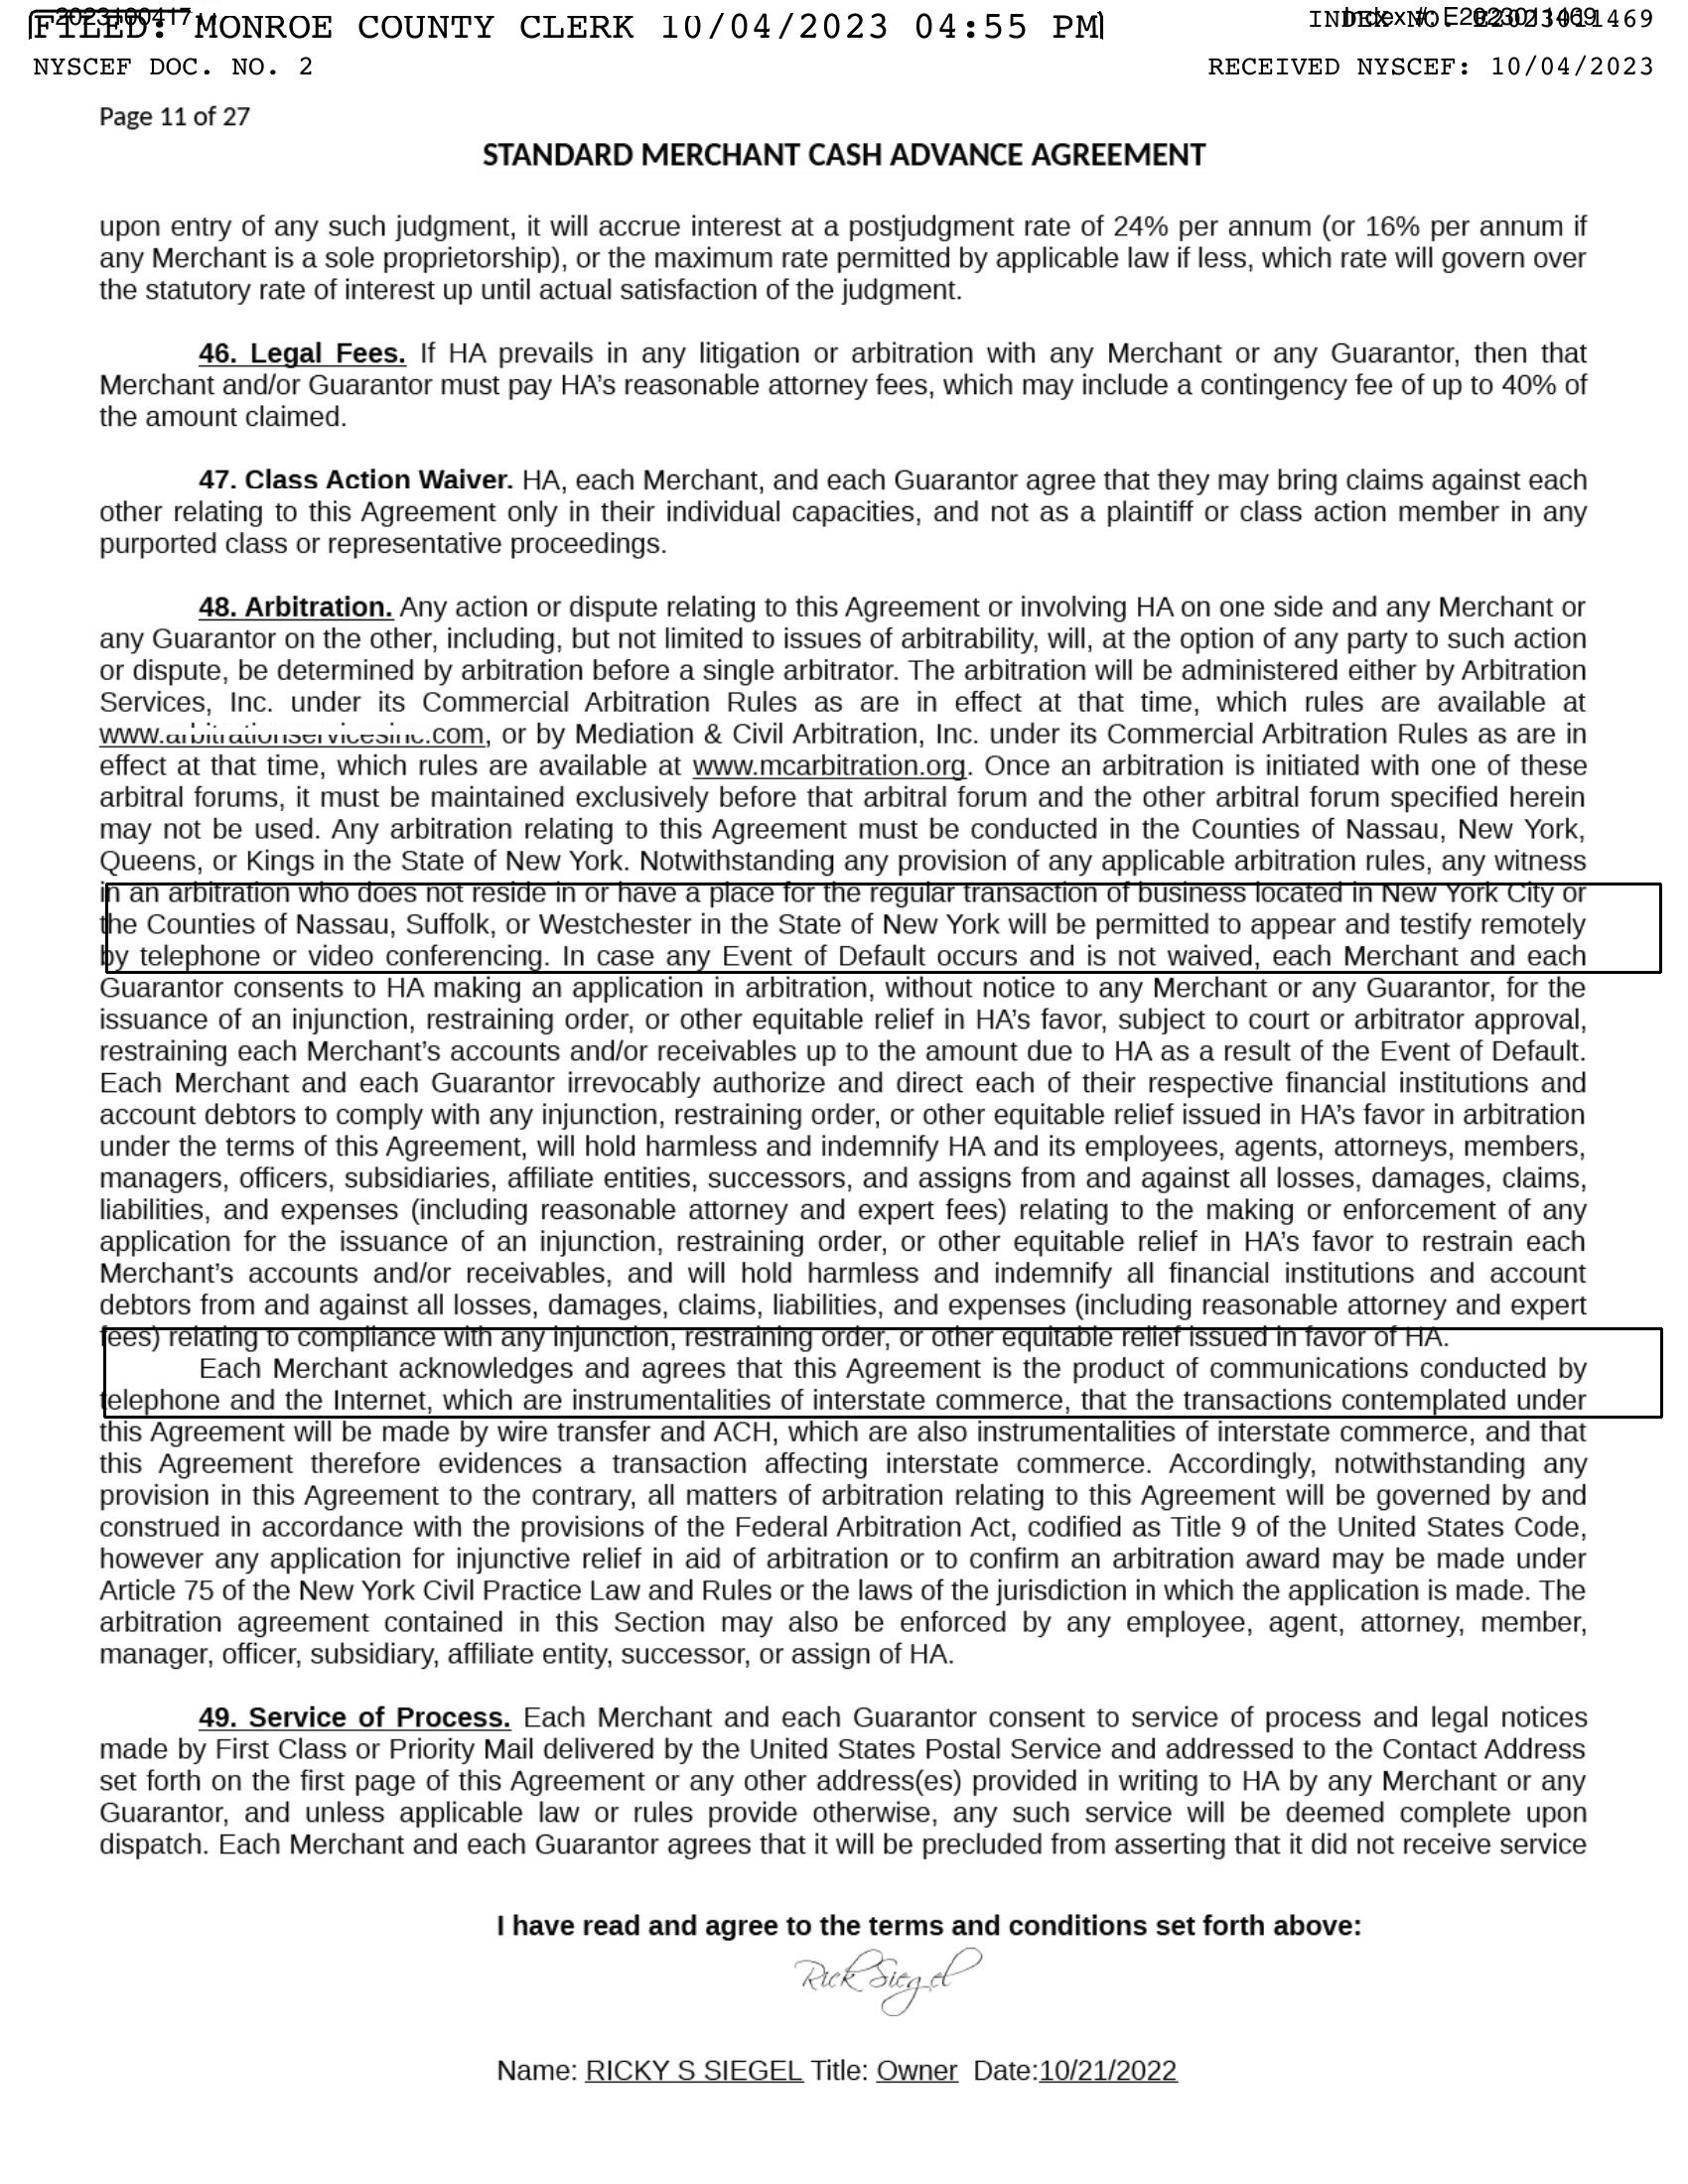 202310041711
FILED: MONROE COUNTY CLERK 10/04/2023 04:55 PM
INDEX NO. E2023011469
Index #: E2023011469
NYSCEF DOC. NO. 2
RECEIVED NYSCEF: 10/04/2023
Page 11 of 27
STANDARD MERCHANT CASH ADVANCE AGREEMENT
upon entry of any such judgment, it will accrue interest at a postjudgment rate of 24% per annum (or 16% per annum if
any Merchant is a sole proprietorship), or the maximum rate permitted by applicable law if less, which rate will govern over
the statutory rate of interest up until actual satisfaction of the judgment.
46. Legal Fees. If HA prevails in any litigation or arbitration with any Merchant or any Guarantor, then that
Merchant and/or Guarantor must pay HA’s reasonable attorney fees, which may include a contingency fee of up to 40% of
the amount claimed.
47. Class Action Waiver. HA, each Merchant, and each Guarantor agree that they may bring claims against each
other relating to this Agreement only in their individual capacities, and not as a plaintiff or class action member in any
purported class or representative proceedings.
48. Arbitration. Any action or dispute relating to this Agreement or involving HA on one side and any Merchant or
any Guarantor on the other, including, but not limited to issues of arbitrability, will, at the option of any party to such action
or dispute, be determined by arbitration before a single arbitrator. The arbitration will be administered either by Arbitration
Services, Inc. under its Commercial Arbitration Rules as are in effect at that time, which rules are available at
www.arbitrationservicesinc.com, or by Mediation & Civil Arbitration, Inc. under its Commercial Arbitration Rules as are in
effect at that time, which rules are available at www.mcarbitration.org. Once an arbitration is initiated with one of these
arbitral forums, it must be maintained exclusively before that arbitral forum and the other arbitral forum specified herein
may not be used. Any arbitration relating to this Agreement must be conducted in the Counties of Nassau, New York,
Queens, or Kings in the State of New York. Notwithstanding any provision of any applicable arbitration rules, any witness
in an arbitration who does not reside in or have a place for the regular transaction of business located in New York City or
the Counties of Nassau, Suffolk, or Westchester in the State of New York will be permitted to appear and testify remotely
by telephone or video conferencing. In case any Event of Default occurs and is not waived, each Merchant and each
Guarantor consents to HA making an application in arbitration, without notice to any Merchant or any Guarantor, for the
issuance of an injunction, restraining order, or other equitable relief in HA’s favor, subject to court or arbitrator approval,
restraining each Merchant’s accounts and/or receivables up to the amount due to HA as a result of the Event of Default.
Each Merchant and each Guarantor irrevocably authorize and direct each of their respective financial institutions and
account debtors to comply with any injunction, restraining order, or other equitable relief issued in HA’s favor in arbitration
under the terms of this Agreement, will hold harmless and indemnify HA and its employees, agents, attorneys, members,
managers, officers, subsidiaries, affiliate entities, successors, and assigns from and against all losses, damages, claims,
liabilities, and expenses (including reasonable attorney and expert fees) relating to the making or enforcement of any
application for the issuance of an injunction, restraining order, or other equitable relief in HA’s favor to restrain each
Merchant’s accounts and/or receivables, and will hold harmless and indemnify all financial institutions and account
debtors from and against all losses, damages, claims, liabilities, and expenses (including reasonable attorney and expert
fees) relating to compliance with any injunction, restraining order, or other equitable relief issued in favor of HA.
Each Merchant acknowledges and agrees that this Agreement is the product of communications conducted by
telephone and the Internet, which are instrumentalities of interstate commerce, that the transactions contemplated under
this Agreement will be made by wire transfer and ACH, which are also instrumentalities of interstate commerce, and that
this Agreement therefore evidences a transaction affecting interstate commerce. Accordingly, notwithstanding any
provision in this Agreement to the contrary, all matters of arbitration relating to this Agreement will be governed by and
construed in accordance with the provisions of the Federal Arbitration Act, codified as Title 9 of the United States Code,
however any application for injunctive relief in aid of arbitration or to confirm an arbitration award may be made under
Article 75 of the New York Civil Practice Law and Rules or the laws of the jurisdiction in which the application is made. The
arbitration agreement contained in this Section may also be enforced by any employee, agent, attorney, member,
manager, officer, subsidiary, affiliate entity, successor, or assign of HA.
49. Service of Process. Each Merchant and each Guarantor consent to service of process and legal notices
made by First Class or Priority Mail delivered by the United States Postal Service and addressed to the Contact Address
set forth on the first page of this Agreement or any other address(es) provided in writing to HA by any Merchant or any
Guarantor, and unless applicable law or rules provide otherwise, any such service will be deemed complete upon
dispatch. Each Merchant and each Guarantor agrees that it will be precluded from asserting that it did not receive service
I have read and agree to the terms and conditions set forth above:
Rick Siegel
Name: RICKY S SIEGEL Title: Owner Date:10/21/2022